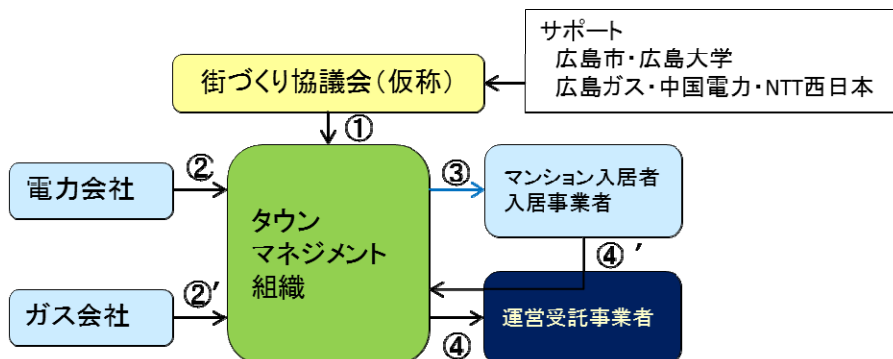 サポート
広島市・広島大学
広島ガス・中国電力・NTT西日本
街づくり協議会（仮称）
①
電力会社
②
タウン
マネジメント
組織
③
マンション入居者
入居事業者
④’
ガス会社
②’
④
運営受託事業者